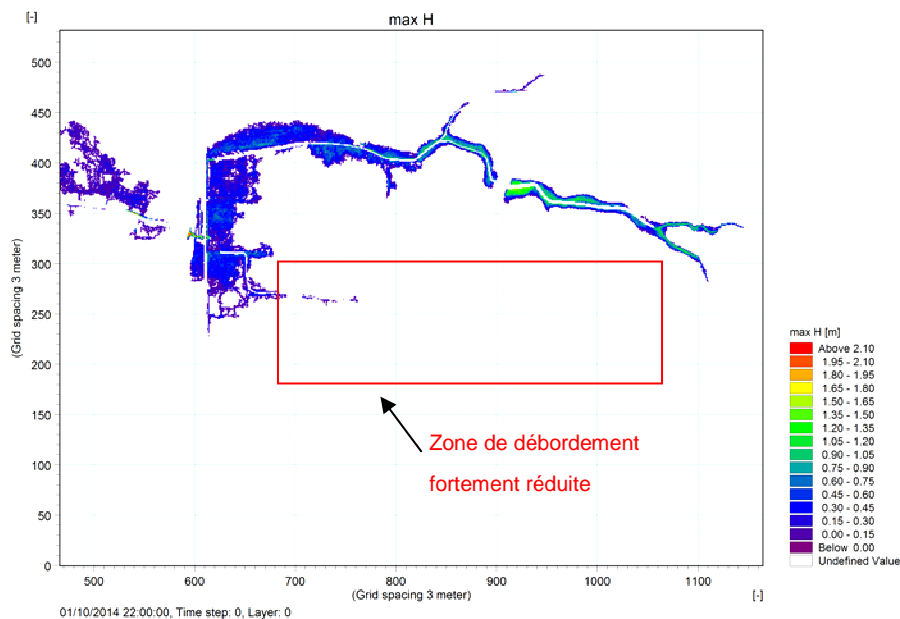 [-]
max H
500
450
400
350
300
250
200
150
100
50
0
(Grid spacing 3 meter)
Zone de débordement
fortement réduite
500
600
700
800
900
1000
1100
(Grid spacing 3 meter)
[-]
01/10/2014 22:00:00, Time step: 0, Layer: 0
max H [m]
Above 2.10
1.95 - 2.10
1.80 - 1.95
1.65 - 1.80
1.50 - 1.65
1.35 - 1.50
1.20 - 1.35
1.05 - 1.20
0.90 - 1.05
0.75 - 0.90
0.60 - 0.75
0.45 - 0.60
0.30 - 0.45
0.15 - 0.30
0.00 - 0.15
Below 0.00
Undefined Value